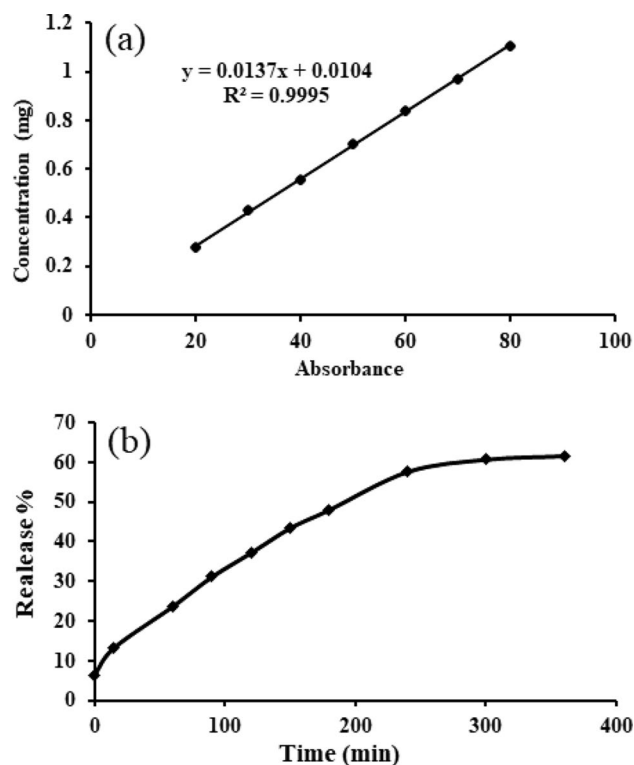 (a)
y = 0.0137x + 0.0104
R² = 0.9995
Concentration (mg)
1.2
1
0.8
0.6
0.4
0.2
0
0 20 40 60 80 100
Absorbance
(b)
Realease %
70
60
50
40
30
20
10
0
0 100 200 300 400
Time (min)